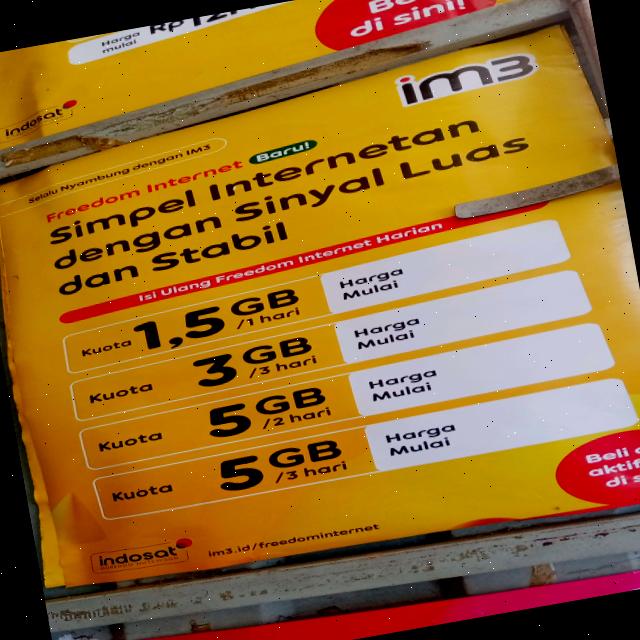 Harga
mulai
Rp
di sini!
indosat
im3
Selalu Nyambung dengan IM3
Freedom Internet Baru!
Simpel Internetan
dengan Sinyal Luas
dan Stabil
Isi Ulang Freedom Internet Harian
Kuota 1,5 GB /1 hari
Harga
Mulai
Kuota 3 GB /3 hari
Harga
Mulai
Kuota 5 GB /2 hari
Harga
Mulai
Kuota 5 GB /3 hari
Harga
Mulai
Beli
aktif
di s
indosat
im3.id/freedominternet